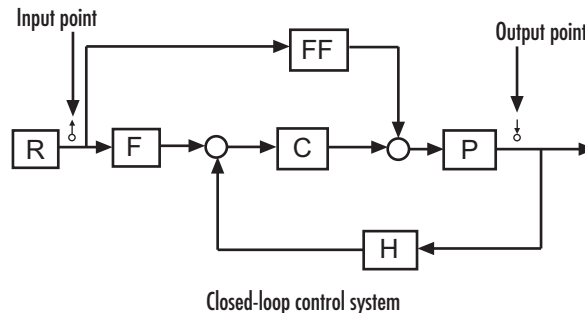 Input point
Output point
FF
R
F
C
P
H
Closed-loop control system